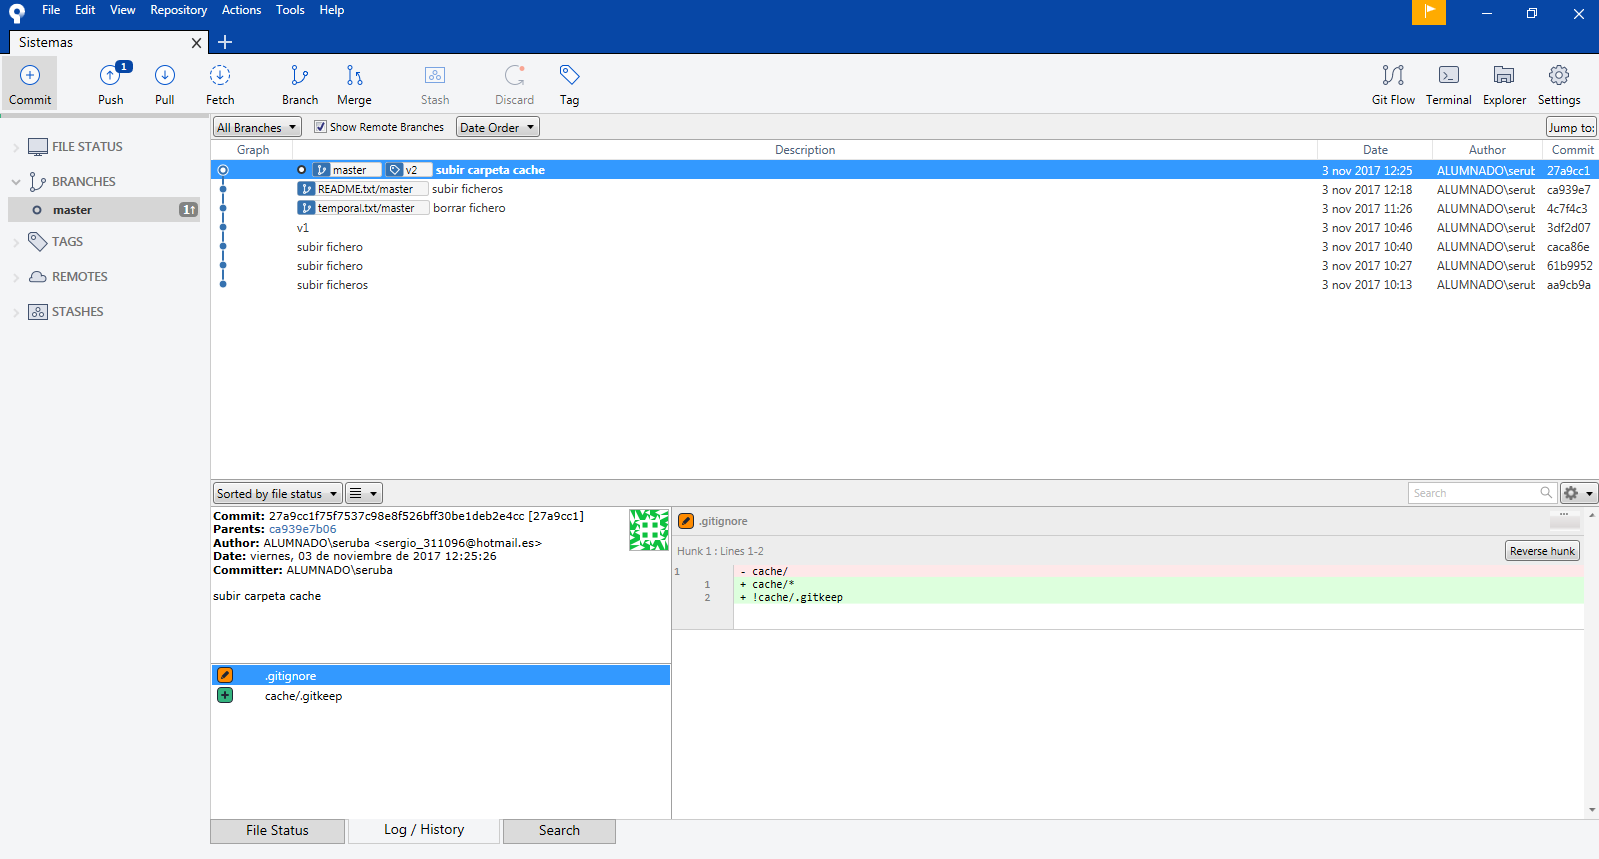 File Edit View Repository Actions Tools Help
Sistemas
1
Commit Push Pull Fetch Branch Merge Stash Discard Tag Git Flow Terminal Explorer Settings
All Branches Show Remote Branches Date Order Jump to:
FILE STATUS
BRANCHES
master 1↑
TAGS
REMOTES
STASHES
Graph Description Date Author Commit
master v2 subir carpeta cache 3 nov 2017 12:25 ALUMNADO\serub 27a9cc1
README.txt/master subir ficheros 3 nov 2017 12:18 ALUMNADO\serub ca939e7
temporal.txt/master borrar fichero 3 nov 2017 11:26 ALUMNADO\serub 4c7f4c3
v1 3 nov 2017 10:46 ALUMNADO\serub 3df2d07
subir fichero 3 nov 2017 10:40 ALUMNADO\serub caca86e
subir fichero 3 nov 2017 10:27 ALUMNADO\serub 61b9952
subir ficheros 3 nov 2017 10:13 ALUMNADO\serub aa9cb9a
Sorted by file status Search
Commit: 27a9cc1f75f7537c98e8f526bff30be1deb2e4cc [27a9cc1]
Parents: ca939e7b06
Author: ALUMNADO\seruba <sergio_311096@hotmail.es>
Date: viernes, 03 de noviembre de 2017 12:25:26
Committer: ALUMNADO\seruba
subir carpeta cache
.gitignore
cache/.gitkeep
.gitignore
Hunk 1 : Lines 1-2 Reverse hunk
1 - cache/
1 + cache/*
2 + !cache/.gitkeep
File Status Log / History Search